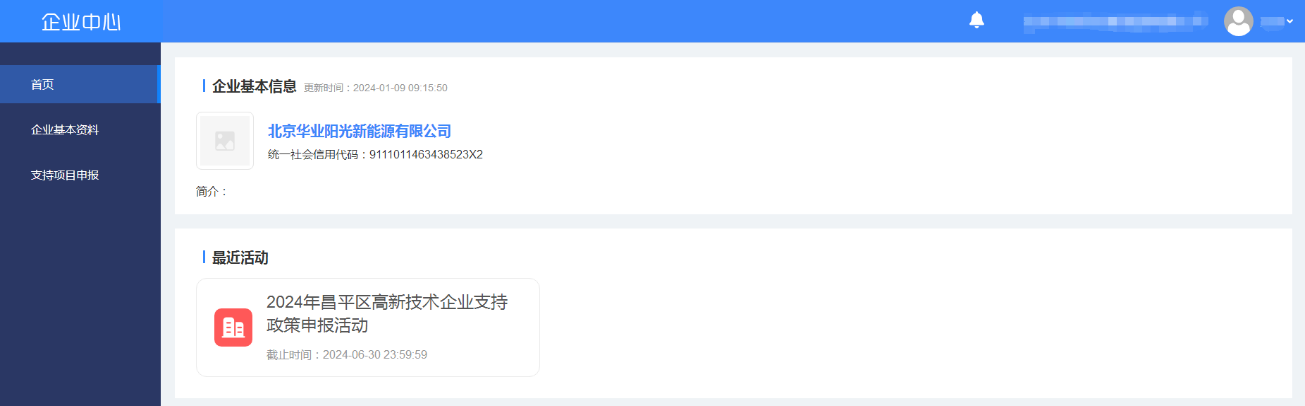 企业中心
首页
企业基本资料
支持项目申报
企业基本信息 更新时间：2024-01-09 09:15:50
北京华业阳光新能源有限公司
统一社会信用代码：9111011463438523X2
简介：
最近活动
2024年昌平区高新技术企业支持
政策申报活动
截止时间：2024-06-30 23:59:59